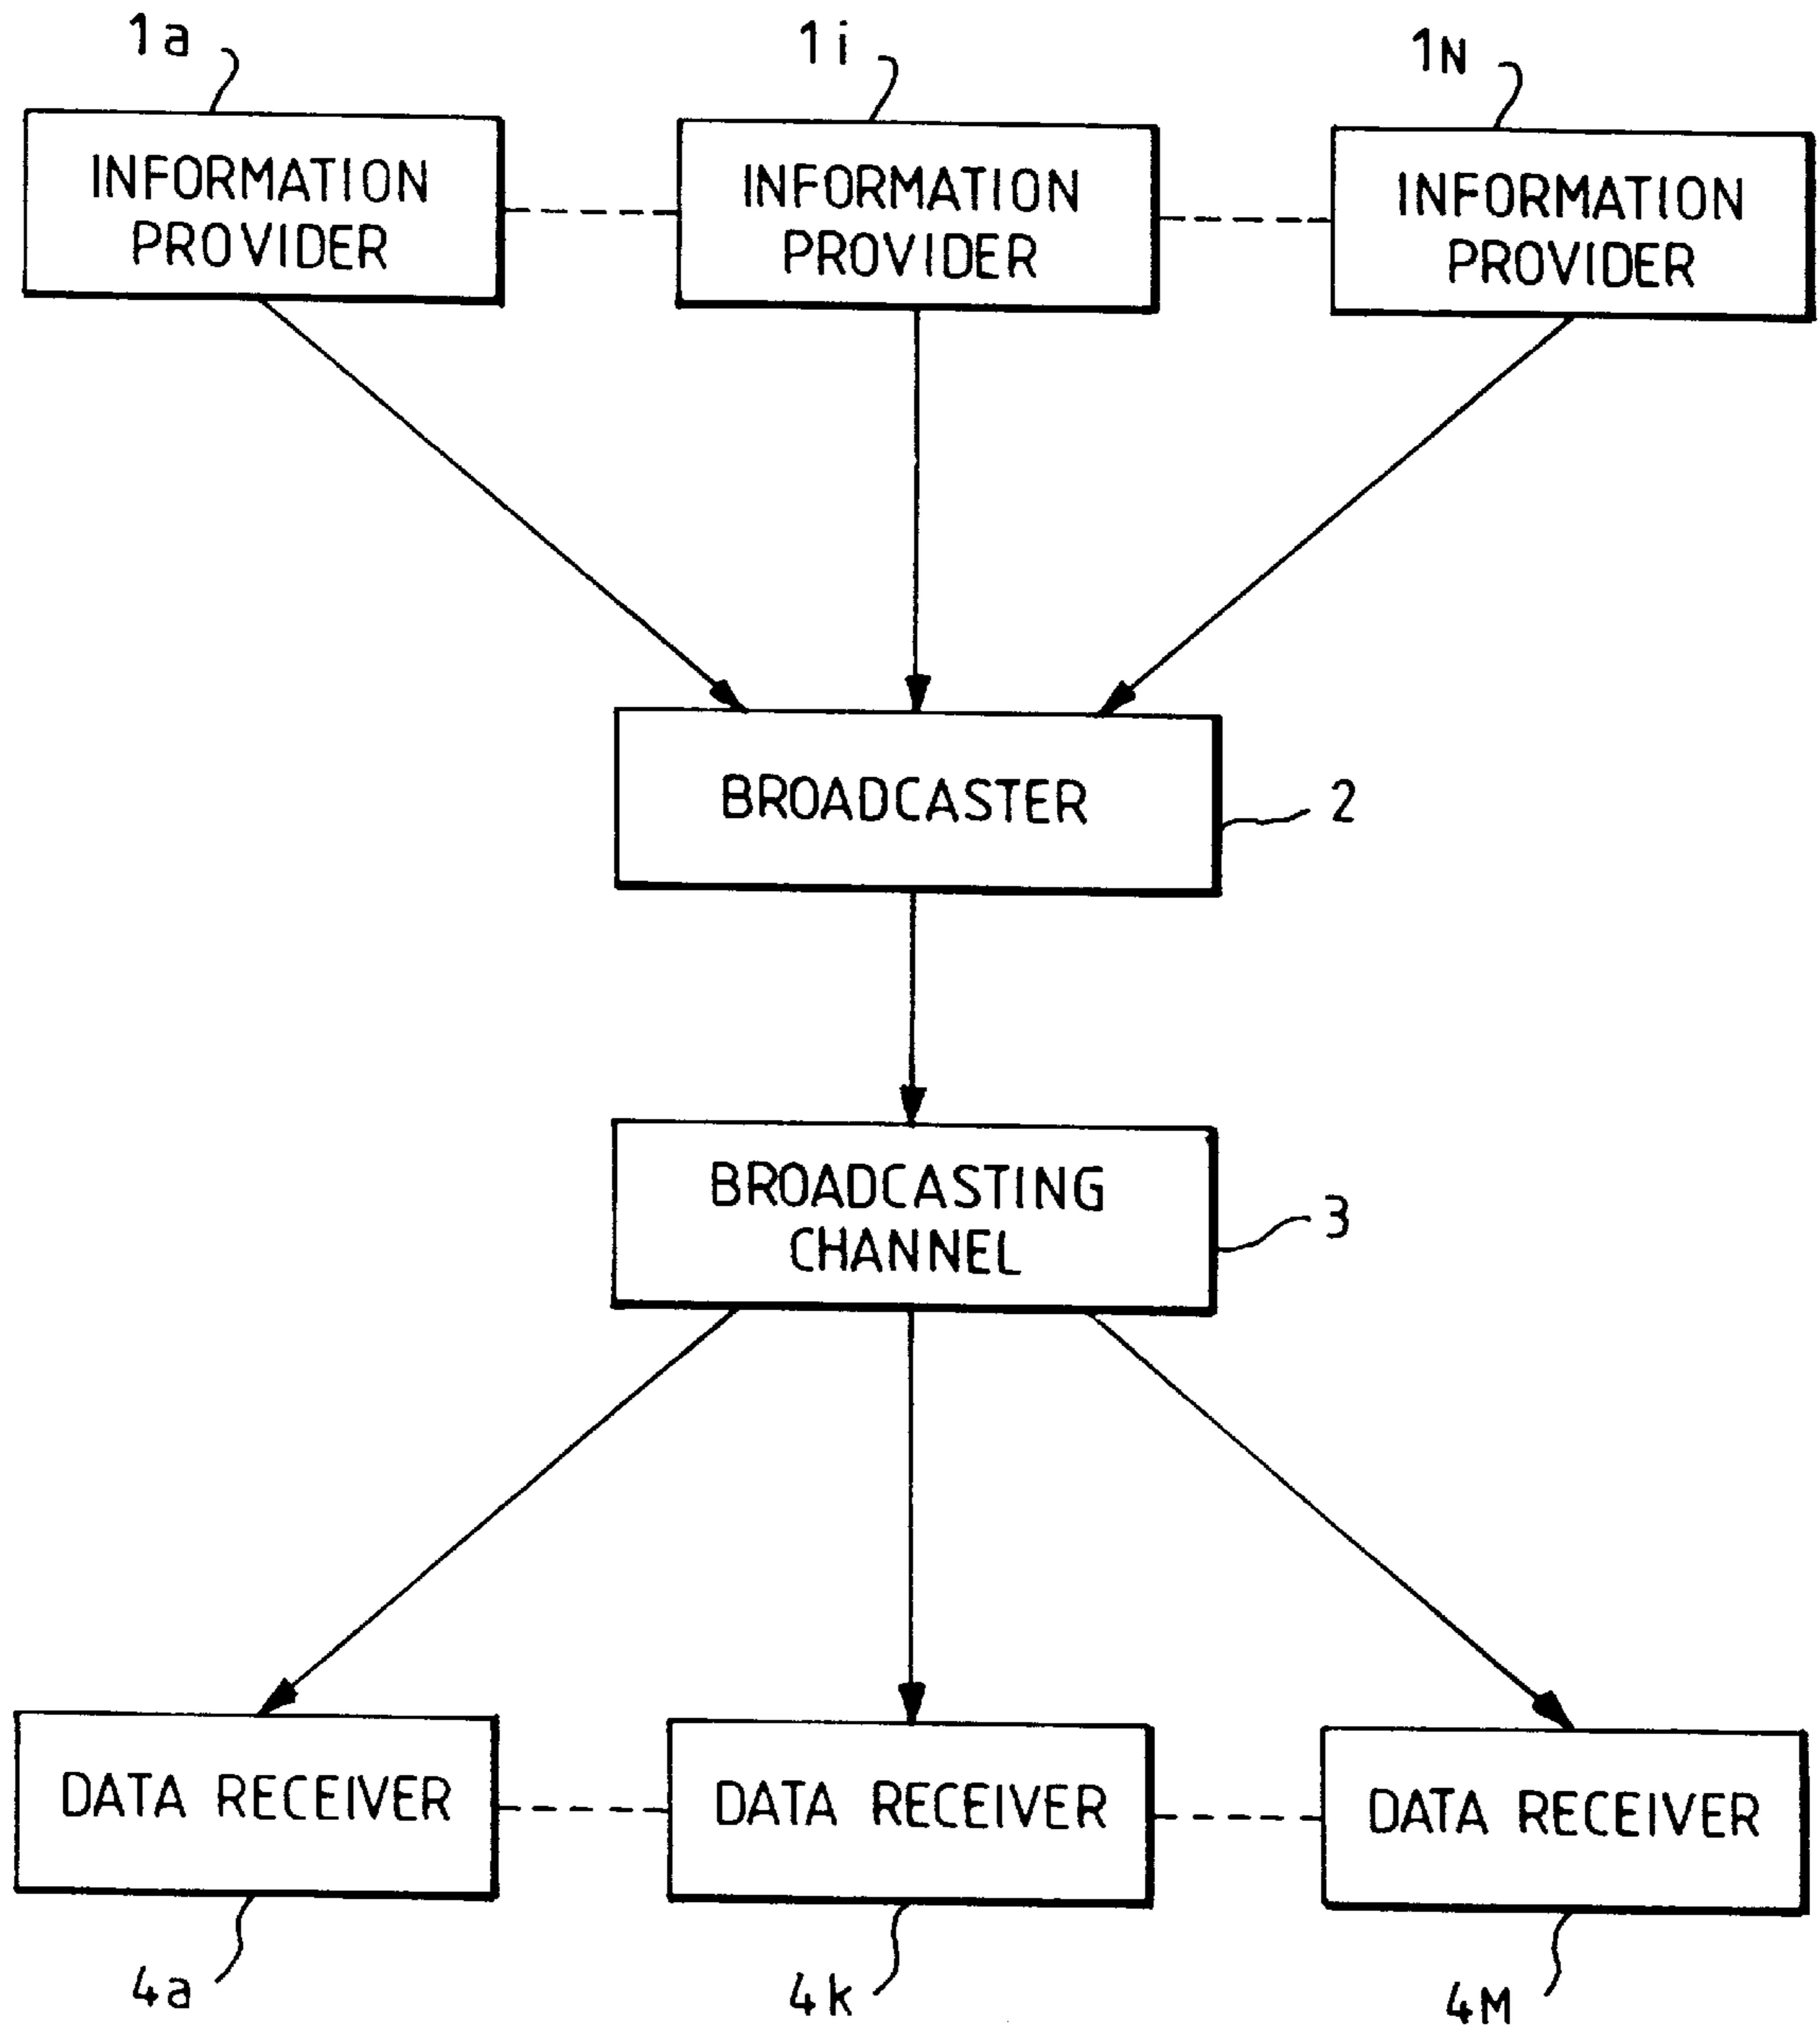 1a
1i
1N
INFORMATION
PROVIDER
INFORMATION
PROVIDER
INFORMATION
PROVIDER
BROADCASTER
2
BROADCASTING
CHANNEL
3
DATA RECEIVER
DATA RECEIVER
DATA RECEIVER
4a
4k
4M